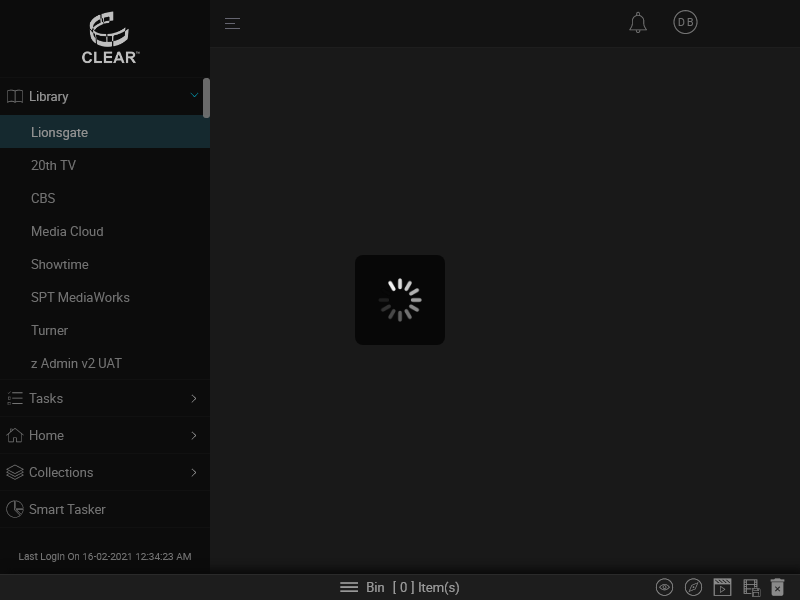 CLEAR™
DB
Library
Lionsgate
20th TV
CBS
Media Cloud
Showtime
SPT MediaWorks
Turner
z Admin v2 UAT
Tasks
Home
Collections
Smart Tasker
Last Login On 16-02-2021 12:34:23 AM
Bin [ 0 ] Item(s)